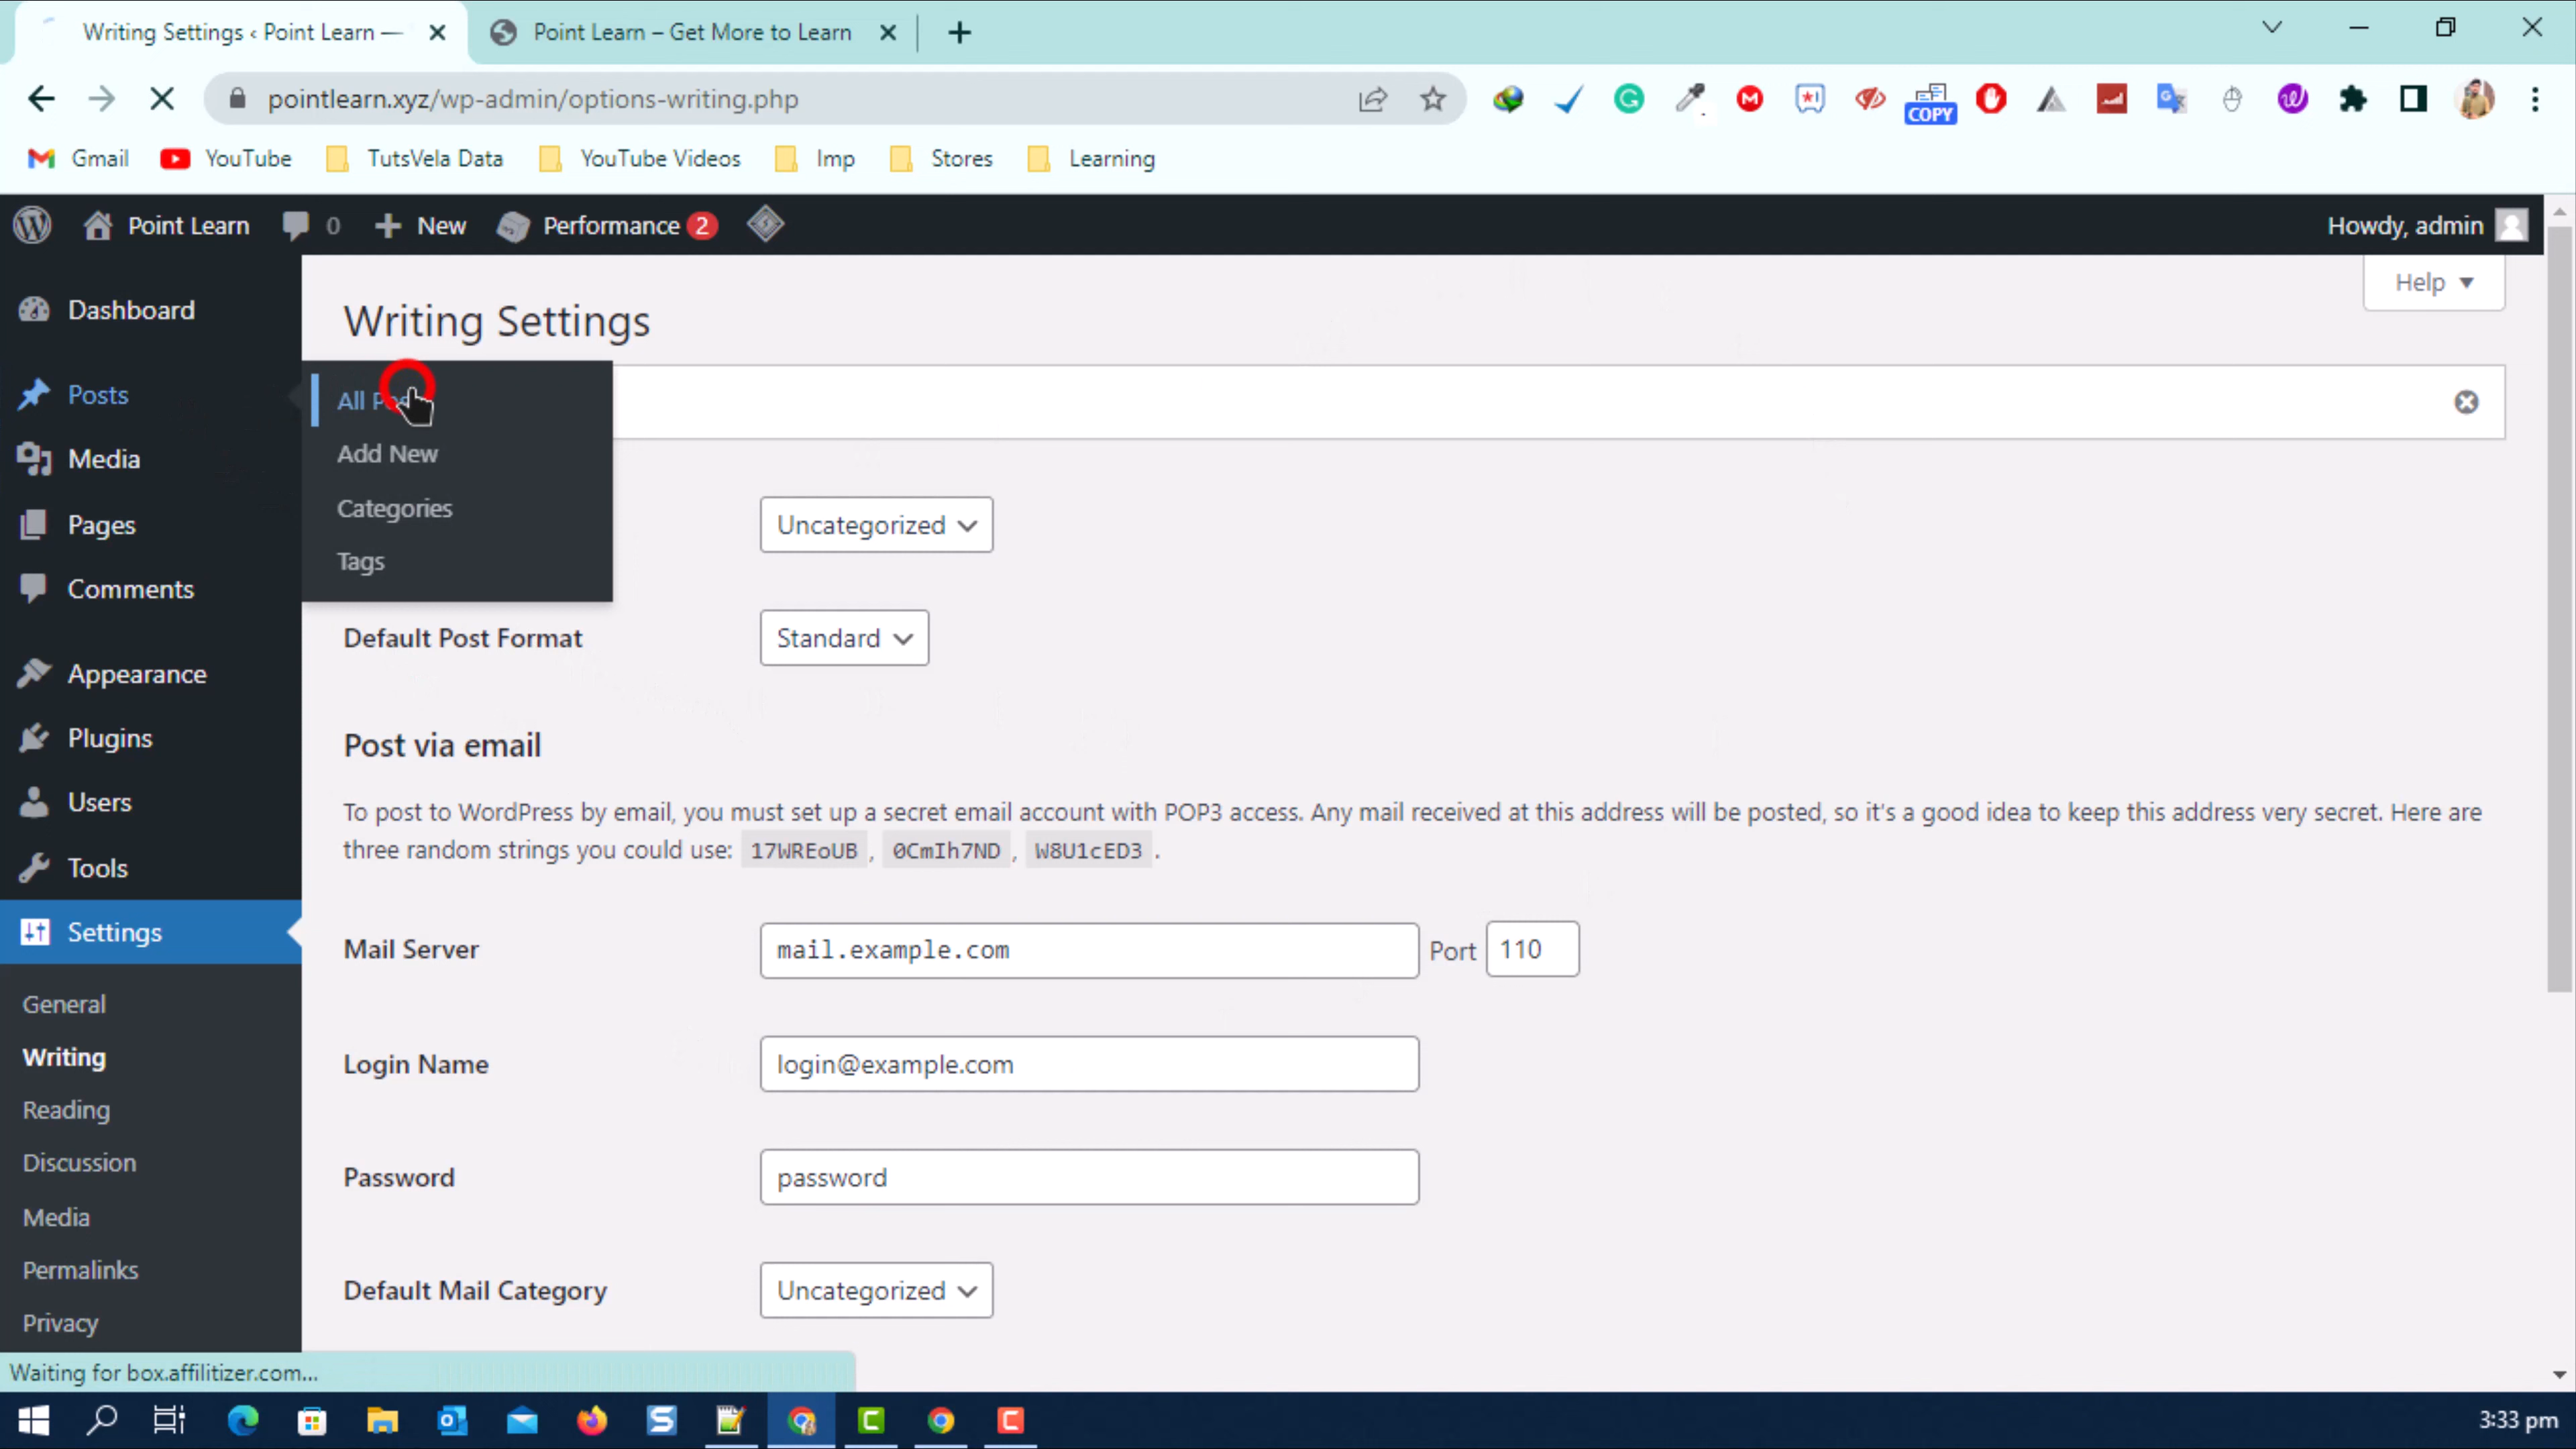 Writing Settings ‹ Point Learn —
Point Learn – Get More to Learn
pointlearn.xyz/wp-admin/options-writing.php
COPY
Gmail
YouTube
TutsVela Data
YouTube Videos
Imp
Stores
Learning
Point Learn
0
New
Performance 2
Howdy, admin
Help
Dashboard
Posts
Media
Pages
Comments
Appearance
Plugins
Users
Tools
Settings
General
Writing
Reading
Discussion
Media
Permalinks
Privacy
Writing Settings
All
Add New
Categories
Tags
Uncategorized
Default Post Format
Standard
Post via email
To post to WordPress by email, you must set up a secret email account with POP3 access. Any mail received at this address will be posted, so it's a good idea to keep this address very secret. Here are
three random strings you could use: 17WREoUB , 0CmIh7ND , W8U1cED3 .
Mail Server
mail.example.com
Port 110
Login Name
login@example.com
Password
password
Default Mail Category
Uncategorized
Waiting for box.affilitizer.com...
3:33 pm